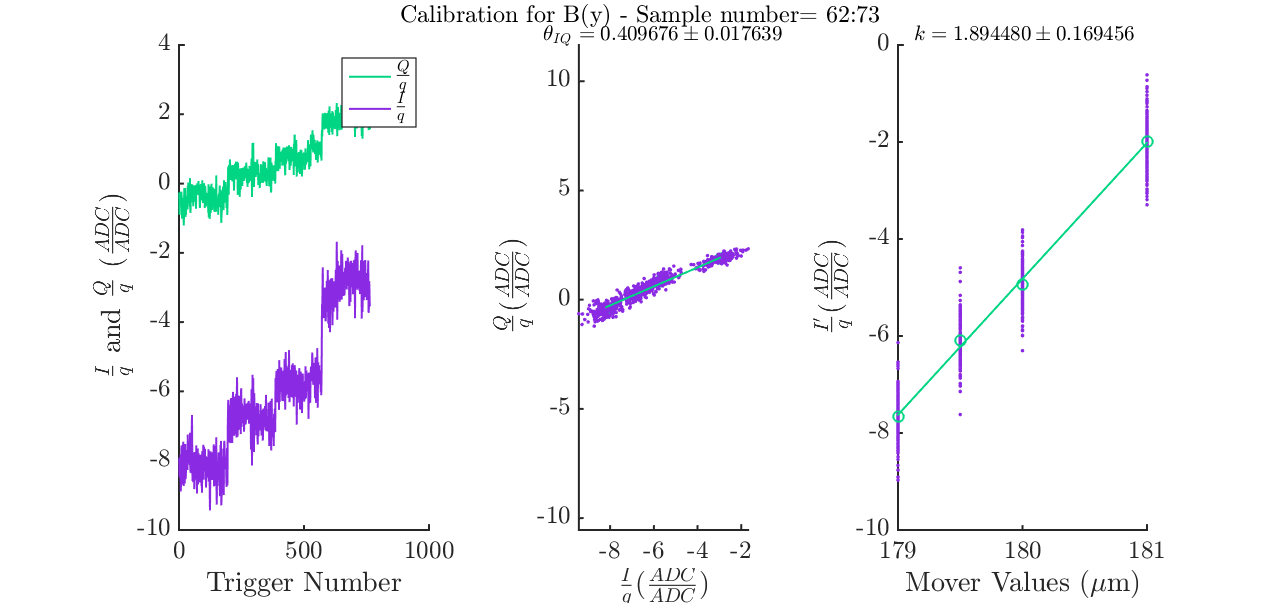 Calibration for B(y) - Sample number= 62:73
θ_IQ = 0.409676 ± 0.017639
k = 1.894480 ± 0.169456
Q/q
I/q
4
2
0
-2
-4
-6
-8
-10
I/q and Q/q (ADC/ADC)
0 500 1000
Trigger Number
10
5
0
-5
-10
Q/q (ADC/ADC)
-8 -6 -4 -2
I/q (ADC/ADC)
0
-2
-4
-6
-8
-10
I'/q (ADC/ADC)
179 180 181
Mover Values (μm)